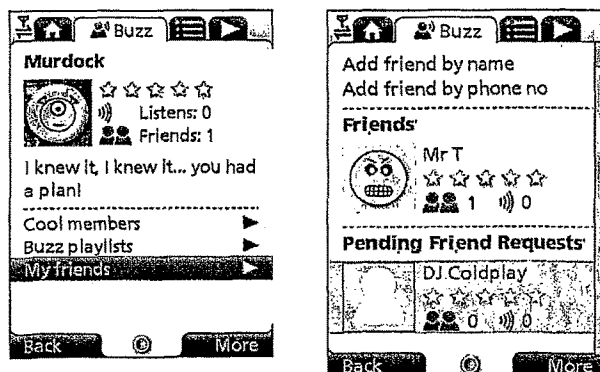 Buzz
Murdock
Listens: 0
Friends: 1
I knew it, I knew it... you had
a plan!
Cool members
Buzz playlists
My friends
Back More
Buzz
Add friend by name
Add friend by phone no
Friends
Mr T
1 0
Pending Friend Requests
DJ Coldplay
0 0
Back More